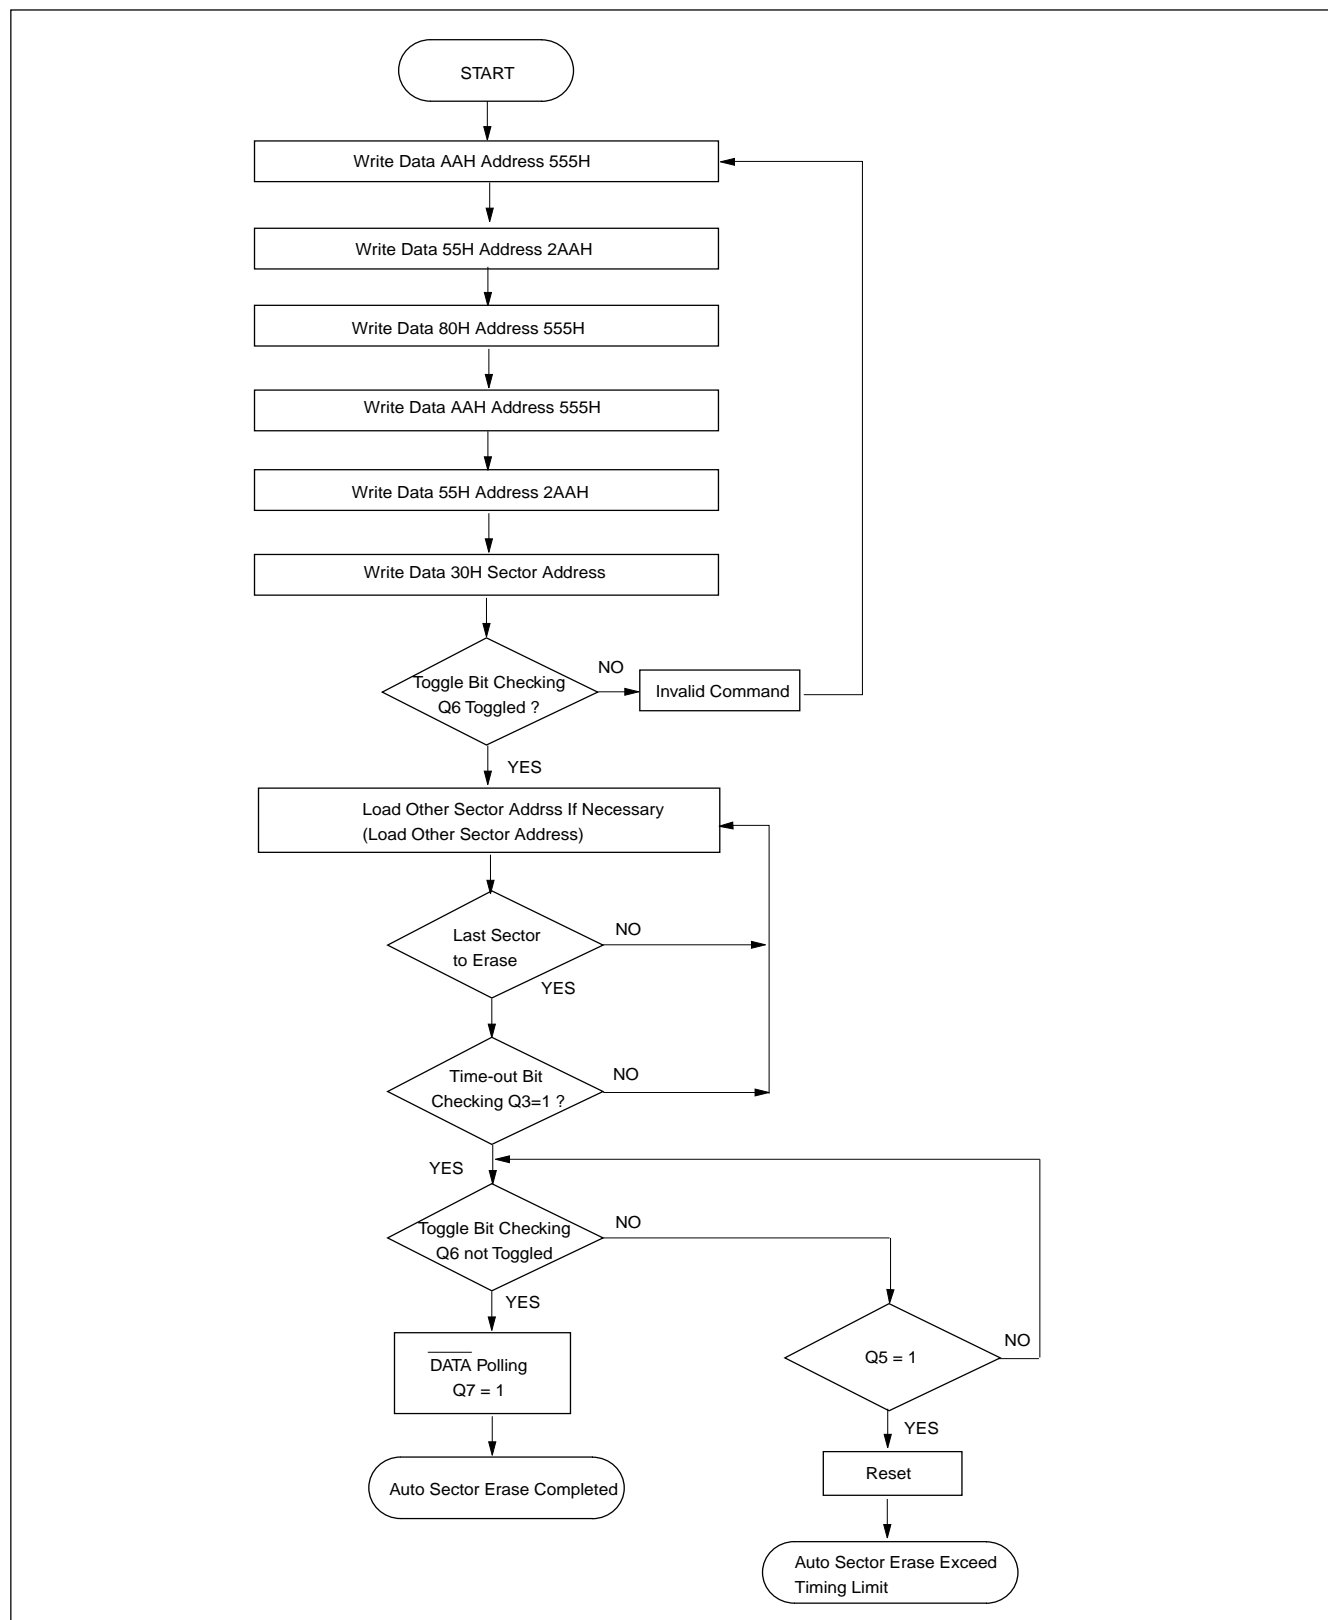 START
Write Data AAH Address 555H
Write Data 55H Address 2AAH
Write Data 80H Address 555H
Write Data AAH Address 555H
Write Data 55H Address 2AAH
Write Data 30H Sector Address
Toggle Bit Checking
Q6 Toggled ?
NO
Invalid Command
YES
Load Other Sector Addrss If Necessary
(Load Other Sector Address)
Last Sector
to Erase
NO
YES
Time-out Bit
Checking Q3=1 ?
NO
YES
Toggle Bit Checking
Q6 not Toggled
NO
YES
Q5 = 1
NO
DATA Polling
Q7 = 1
YES
Reset
Auto Sector Erase Completed
Auto Sector Erase Exceed
Timing Limit